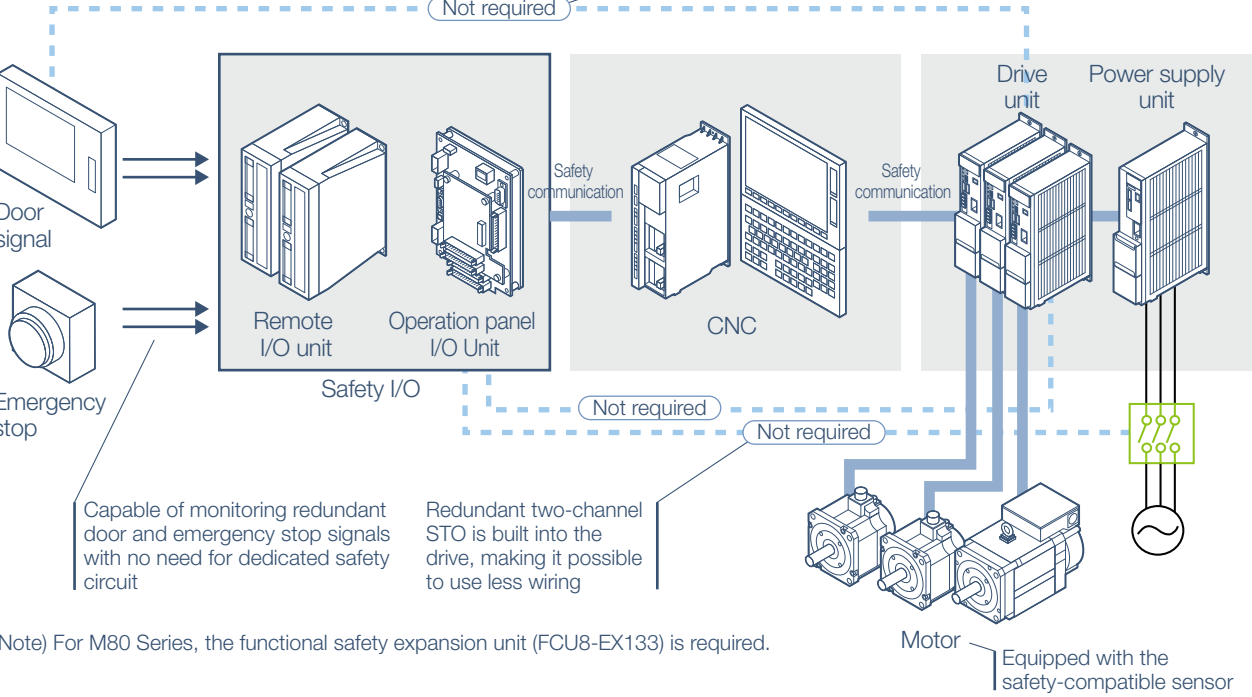 Not required
Drive
unit
Power supply
unit
Safety
communication
Safety
communication
Door
signal
Remote
I/O unit
Operation panel
I/O Unit
CNC
Safety I/O
Emergency
stop
Not required
Not required
Capable of monitoring redundant
door and emergency stop signals
with no need for dedicated safety
circuit
Redundant two-channel
STO is built into the
drive, making it possible
to use less wiring
Note) For M80 Series, the functional safety expansion unit (FCU8-EX133) is required.
Motor
Equipped with the
safety-compatible sensor